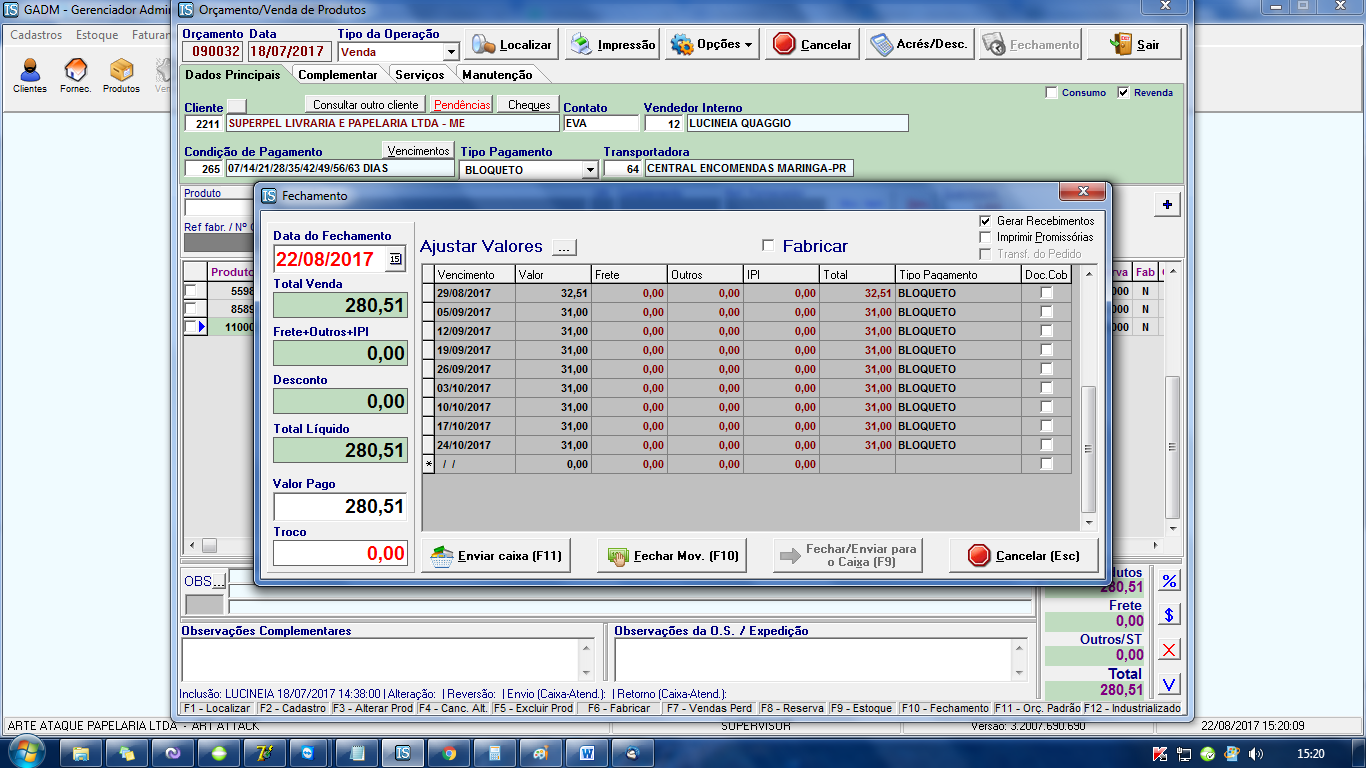 GADM - Gerenciador Admin
Orçamento/Venda de Produtos
Cadastros Estoque Faturam
Clientes Fornec. Produtos
Orçamento Data Tipo da Operação
090032 18/07/2017 Venda
Localizar Impressão Opções Cancelar Acrés/Desc. Fechamento Sair
Dados Principais Complementar Serviços Manutenção
Consumo Revenda
Cliente Consultar outro cliente Pendências Cheques Contato Vendedor Interno
2211 SUPERPEL LIVRARIA E PAPELARIA LTDA - ME EVA 12 LUCINEIA QUAGGIO
Condição de Pagamento Vencimentos Tipo Pagamento Transportadora
265 07/14/21/28/35/42/49/56/63 DIAS BLOQUETO 64 CENTRAL ENCOMENDAS MARINGA-PR
Produto
Ref fabr. / Nº
Produto
5598
8589
11000
rva Fab
000 N
000 N
000 N
Fechamento
Data do Fechamento
22/08/2017 15
Total Venda
280,51
Frete+Outros+IPI
0,00
Desconto
0,00
Total Líquido
280,51
Valor Pago
280,51
Troco
0,00
Ajustar Valores ... Fabricar
Gerar Recebimentos
Imprimir Promissórias
Transf. do Pedido
Vencimento Valor Frete Outros IPI Total Tipo Pagamento Doc.Cob
29/08/2017 32,51 0,00 0,00 0,00 32,51 BLOQUETO
05/09/2017 31,00 0,00 0,00 0,00 31,00 BLOQUETO
12/09/2017 31,00 0,00 0,00 0,00 31,00 BLOQUETO
19/09/2017 31,00 0,00 0,00 0,00 31,00 BLOQUETO
26/09/2017 31,00 0,00 0,00 0,00 31,00 BLOQUETO
03/10/2017 31,00 0,00 0,00 0,00 31,00 BLOQUETO
10/10/2017 31,00 0,00 0,00 0,00 31,00 BLOQUETO
17/10/2017 31,00 0,00 0,00 0,00 31,00 BLOQUETO
24/10/2017 31,00 0,00 0,00 0,00 31,00 BLOQUETO
* / / 0,00 0,00 0,00 0,00
Enviar caixa (F11) Fechar Mov. (F10) Fechar/Enviar para o Caixa (F9) Cancelar (Esc)
OBS...
utos
280,51
Frete
0,00
Outros/ST
0,00
Total
280,51
% $ X V
Observações Complementares Observações da O.S. / Expedição
Inclusão: LUCINEIA 18/07/2017 14:38:00 | Alteração: | Reversão: | Envio (Caixa-Atend.): | Retorno (Caixa-Atend.):
F1 - Localizar F2 - Cadastro F3 - Alterar Prod F4 - Canc. Alt. F5 - Excluir Prod F6 - Fabricar F7 - Vendas Perd F8 - Reserva F9 - Estoque F10 - Fechamento F11 - Orç. Padrão F12 - Industrializado
ARTE ATAQUE PAPELARIA LTDA - ART ATTACK SUPERVISOR Versão: 3.2007.690.690 22/08/2017 15:20:09
15:20